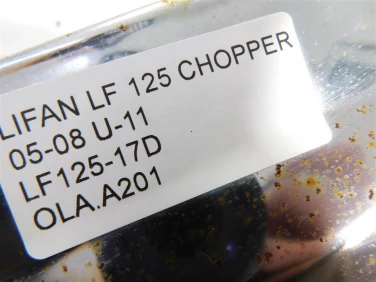 LIFAN LF 125 CHOPPER
05-08 U-11
LF125-17D
OLA.A201